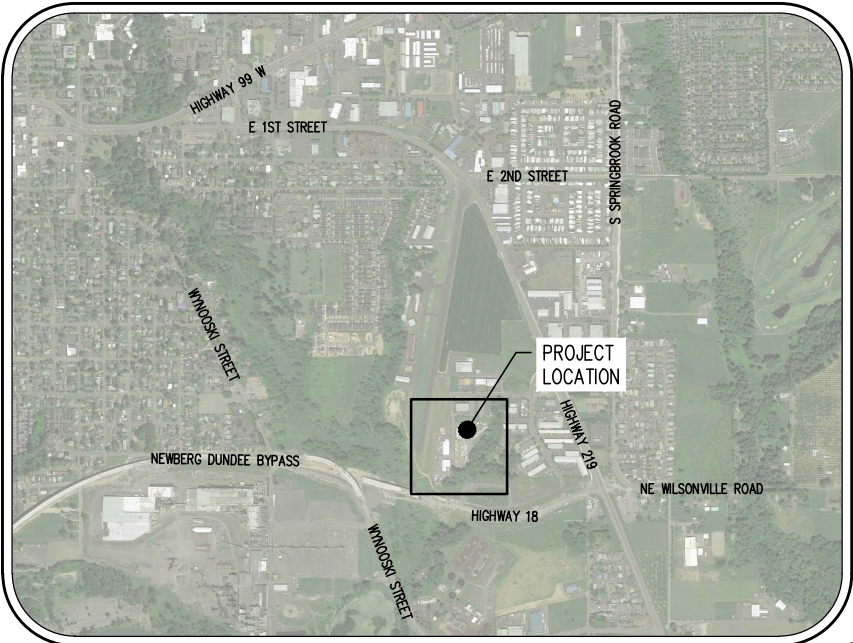 HIGHWAY 99 W
E 1ST STREET
S SPRINGBROOK ROAD
E 2ND STREET
WYNOOSKI STREET
PROJECT
LOCATION
HIGHWAY 219
NEWBERG DUNDEE BYPASS
NE WILSONVILLE ROAD
HIGHWAY 18
WYNOOSKI STREET